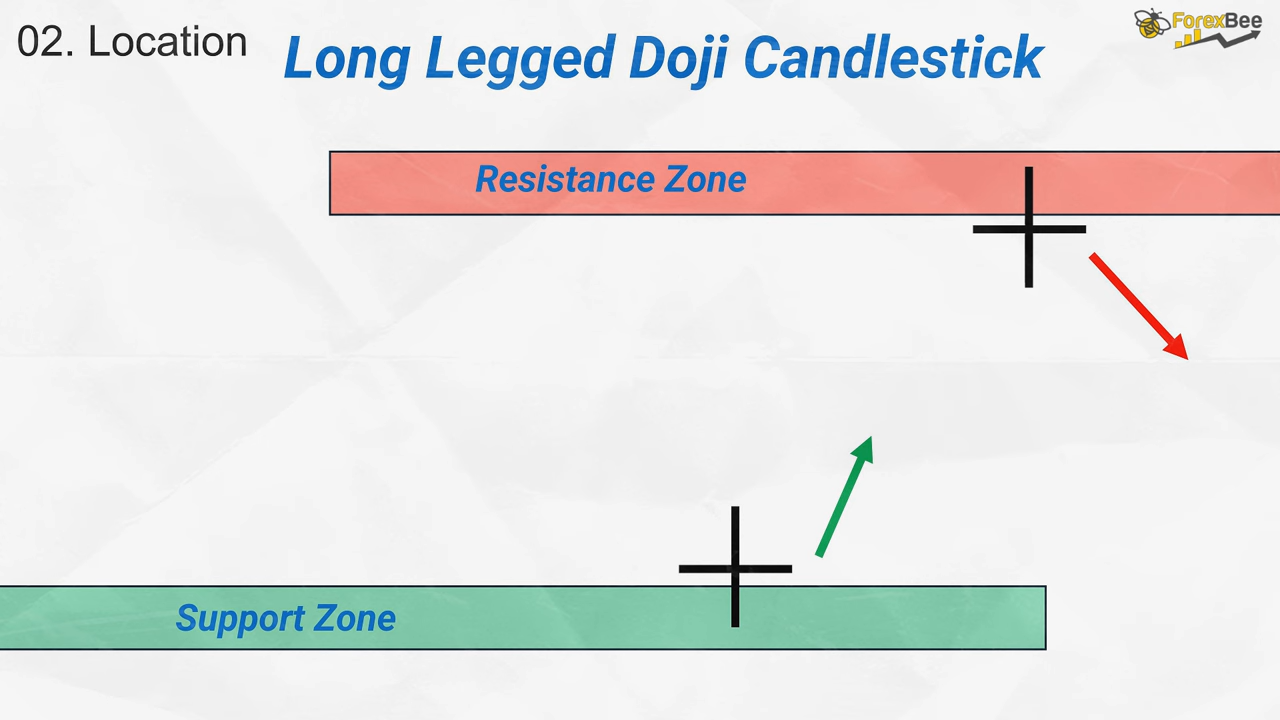 02. Location
Long Legged Doji Candlestick
ForexBee
Resistance Zone
Support Zone